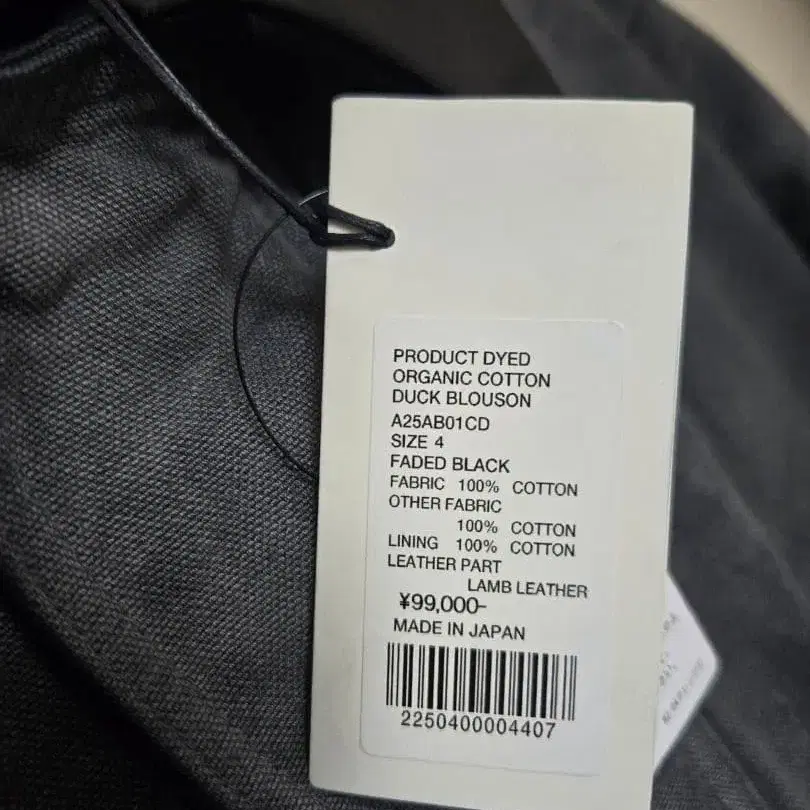 PRODUCT DYED
ORGANIC COTTON
DUCK BLOUSON
A25AB01CD
SIZE 4
FADED BLACK
FABRIC 100% COTTON
OTHER FABRIC
100% COTTON
LINING 100% COTTON
LEATHER PART
LAMB LEATHER
¥99,000-
MADE IN JAPAN
2250400004407